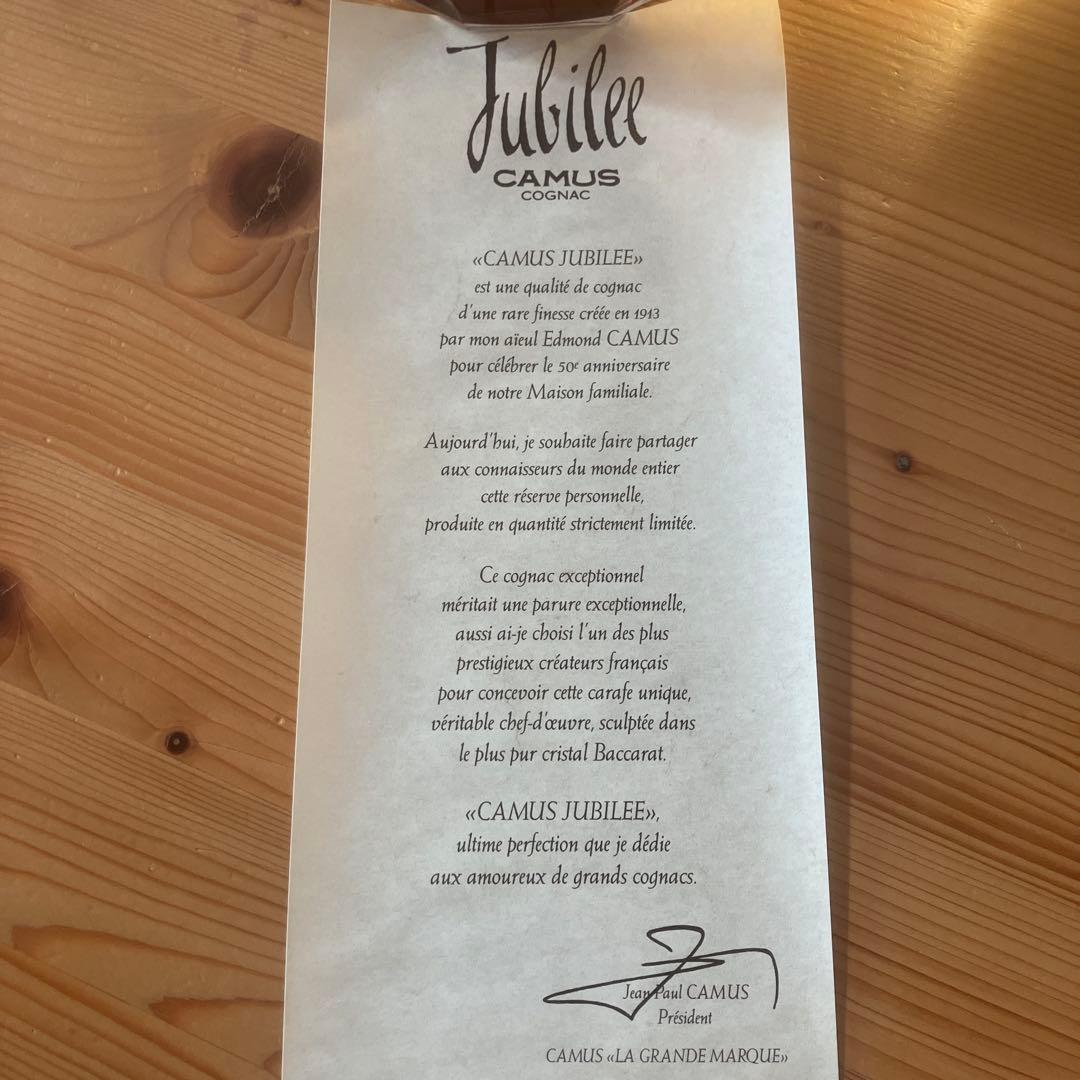 Jubilee
CAMUS
COGNAC
«CAMUS JUBILEE»
est une qualité de cognac
d'une rare finesse créée en 1913
par mon aïeul Edmond CAMUS
pour célébrer le 50e anniversaire
de notre Maison familiale.
Aujourd'hui, je souhaite faire partager
aux connaisseurs du monde entier
cette réserve personnelle,
produite en quantité strictement limitée.
Ce cognac exceptionnel
méritait une parure exceptionnelle,
aussi ai-je choisi l'un des plus
prestigieux créateurs français
pour concevoir cette carafe unique,
véritable chef-d'œuvre, sculptée dans
le plus pur cristal Baccarat.
«CAMUS JUBILEE»,
ultime perfection que je dédie
aux amoureux de grands cognacs.
Jean Paul CAMUS
Président
CAMUS «LA GRANDE MARQUE»